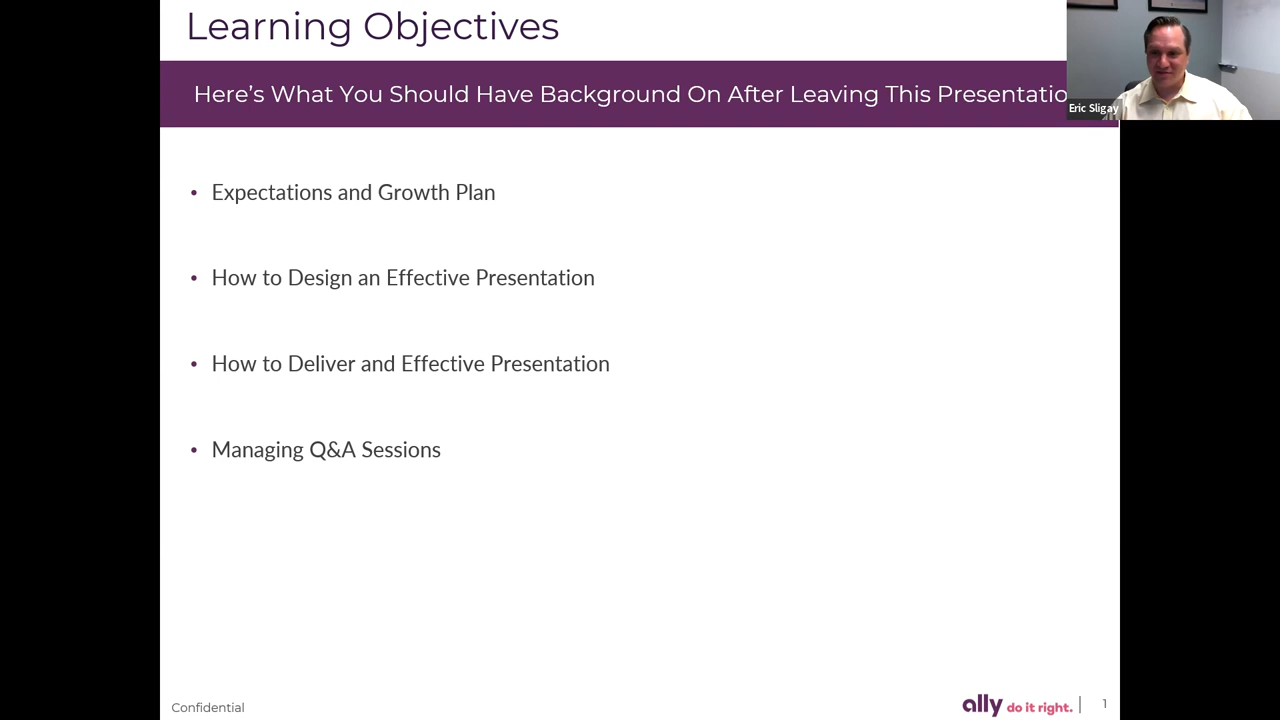 Learning Objectives
Here's What You Should Have Background On After Leaving This Presentatio
Eric Sligay
• Expectations and Growth Plan
• How to Design an Effective Presentation
• How to Deliver and Effective Presentation
• Managing Q&A Sessions
Confidential
ally do it right. | 1